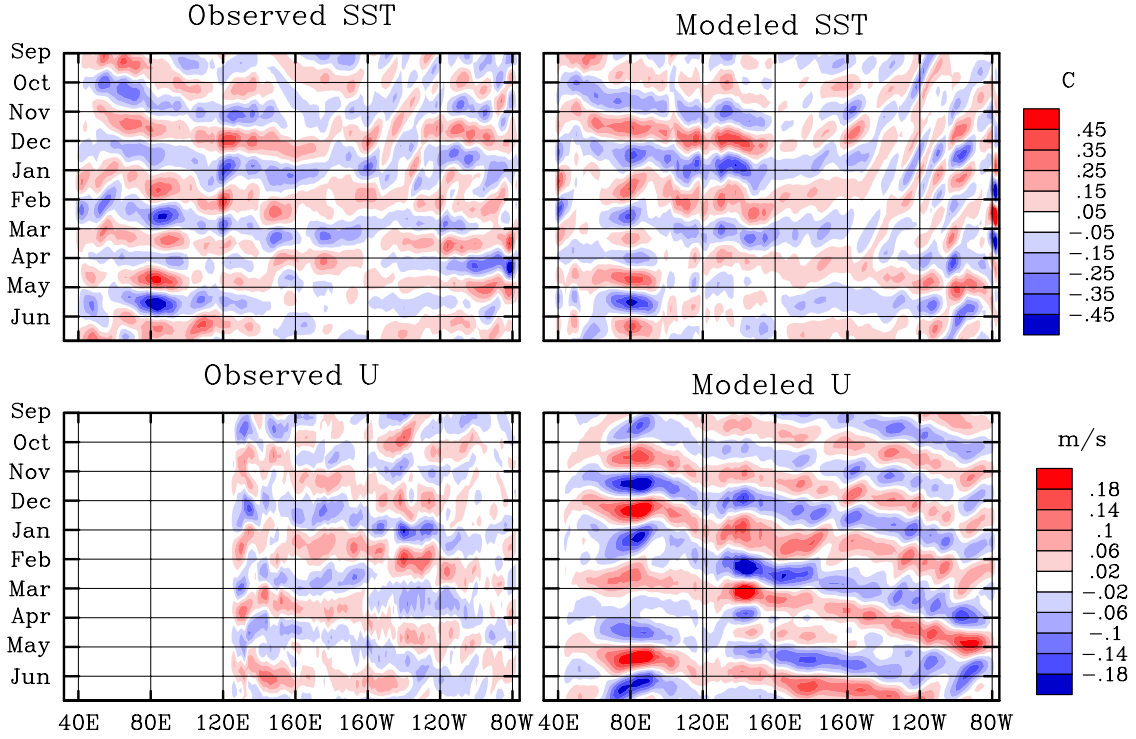 Observed SST
Modeled SST
Sep
Oct
Nov
Dec
Jan
Feb
Mar
Apr
May
Jun
C
.45
.35
.25
.15
.05
-.05
-.15
-.25
-.35
-.45
Observed U
Modeled U
Sep
Oct
Nov
Dec
Jan
Feb
Mar
Apr
May
Jun
m/s
.18
.14
.1
.06
.02
-.02
-.06
-.1
-.14
-.18
40E 80E 120E 160E 160W 120W 80W
40E 80E 120E 160E 160W 120W 80W